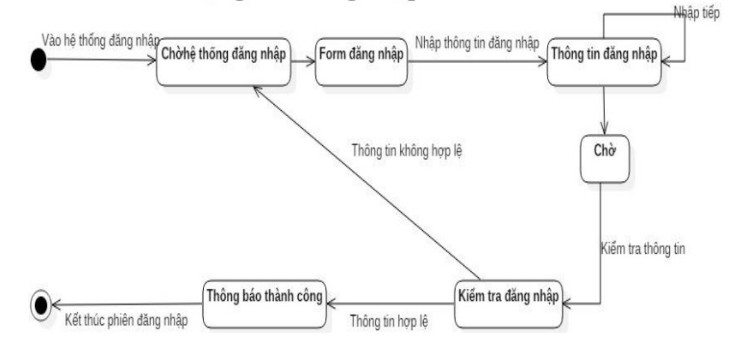 Nhập tiếp
Vào hệ thống đăng nhập
Chờhệ thống đăng nhập
Form đăng nhập
Nhập thông tin đăng nhập
Thông tin đăng nhập
Chờ
Thông tin không hợp lệ
Kiểm tra thông tin
Thông báo thành công
Kiểm tra đăng nhập
Kết thúc phiên đăng nhập
Thông tin hợp lệ